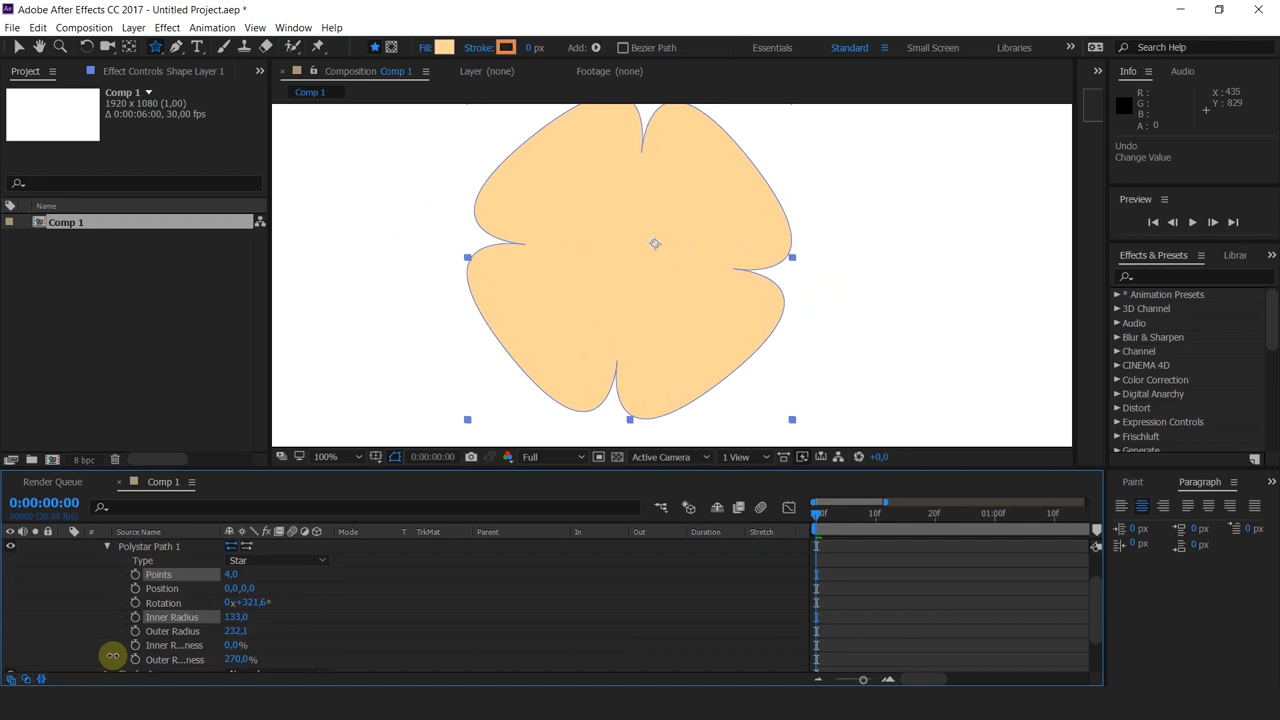 Adobe After Effects CC 2017 - Untitled Project.aep *
File Edit Composition Layer Effect Animation View Window Help
Fill: Stroke: 0 px Add: Bezier Path Essentials Standard Small Screen Libraries Search Help
Project Effect Controls Shape Layer 1 Composition Comp 1 Layer (none) Footage (none) Info Audio
Comp 1
1920 x 1080 (1,00)
Δ 0:00:06:00, 30,00 fps
Comp 1
R: X: 435
G: Y: 829
B:
A: 0
Undo
Change Value
Preview
Name
Comp 1
Effects & Presets Librar
* Animation Presets
3D Channel
Audio
Blur & Sharpen
Channel
CINEMA 4D
Color Correction
Digital Anarchy
Distort
Expression Controls
Frischluft
Generate
8 bpc 100% 0:00:00:00 Full Active Camera 1 View +0,0
Render Queue Comp 1 Paint Paragraph
0:00:00:00
00000 (30.00 fps)
00f 10f 20f 01:00f 10f
0 px 0 px 0 px
0 px 0 px
# Source Name Mode T TrkMat Parent In Out Duration Stretch
Polystar Path 1
Type Star
Points 4,0
Position 0,0,0,0
Rotation 0x+321,6°
Inner Radius 133,0
Outer Radius 232,1
Inner R...ness 0,0%
Outer R...ness 270,0%